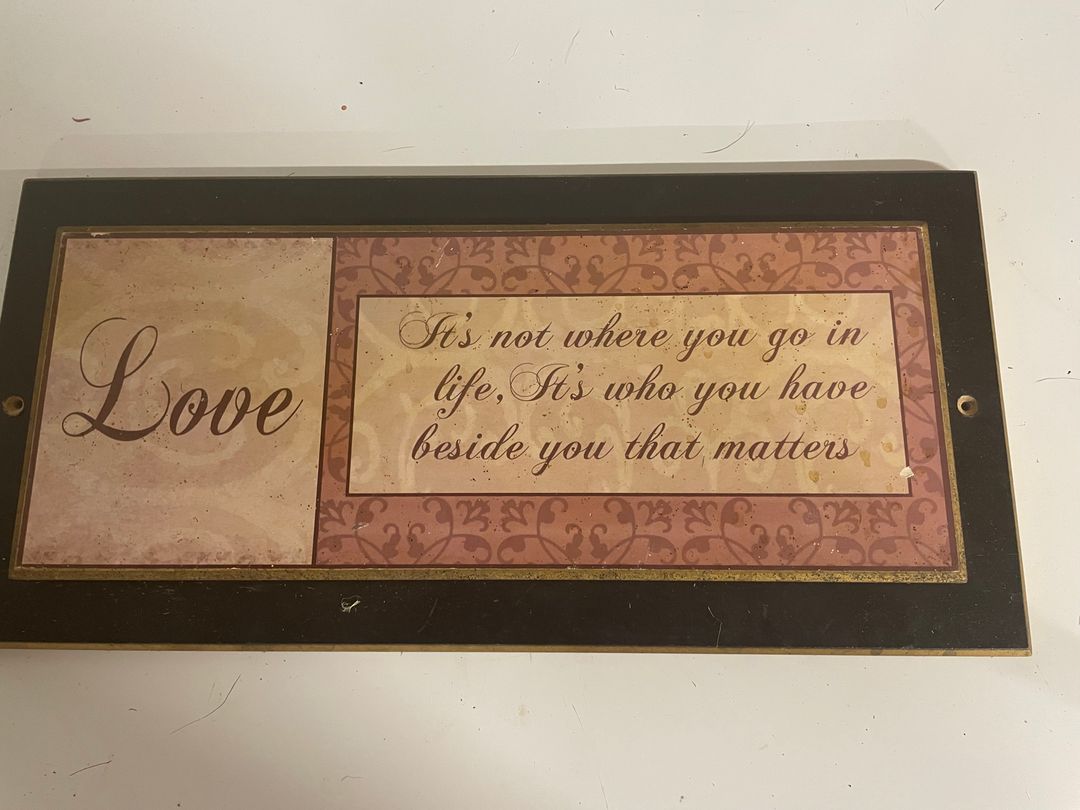 Love
It's not where you go in
life, It's who you have
beside you that matters